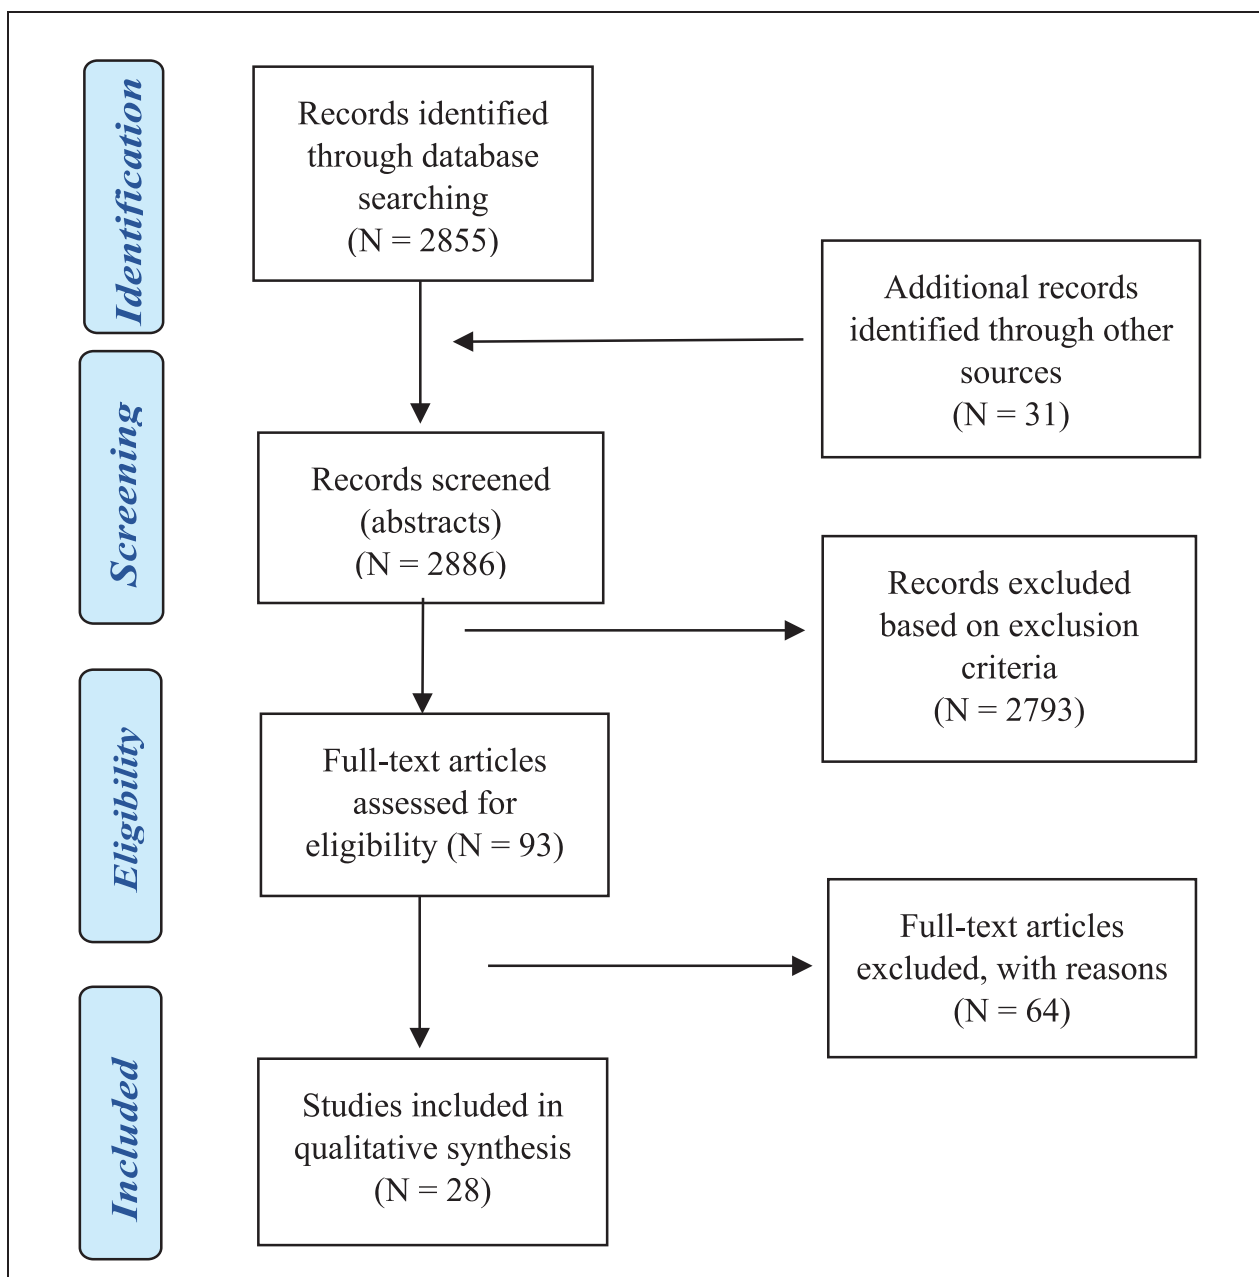 Identification
Records identified
through database
searching
(N = 2855)
Additional records
identified through other
sources
(N = 31)
Screening
Records screened
(abstracts)
(N = 2886)
Records excluded
based on exclusion
criteria
(N = 2793)
Eligibility
Full-text articles
assessed for
eligibility (N = 93)
Full-text articles
excluded, with reasons
(N = 64)
Included
Studies included in
qualitative synthesis
(N = 28)